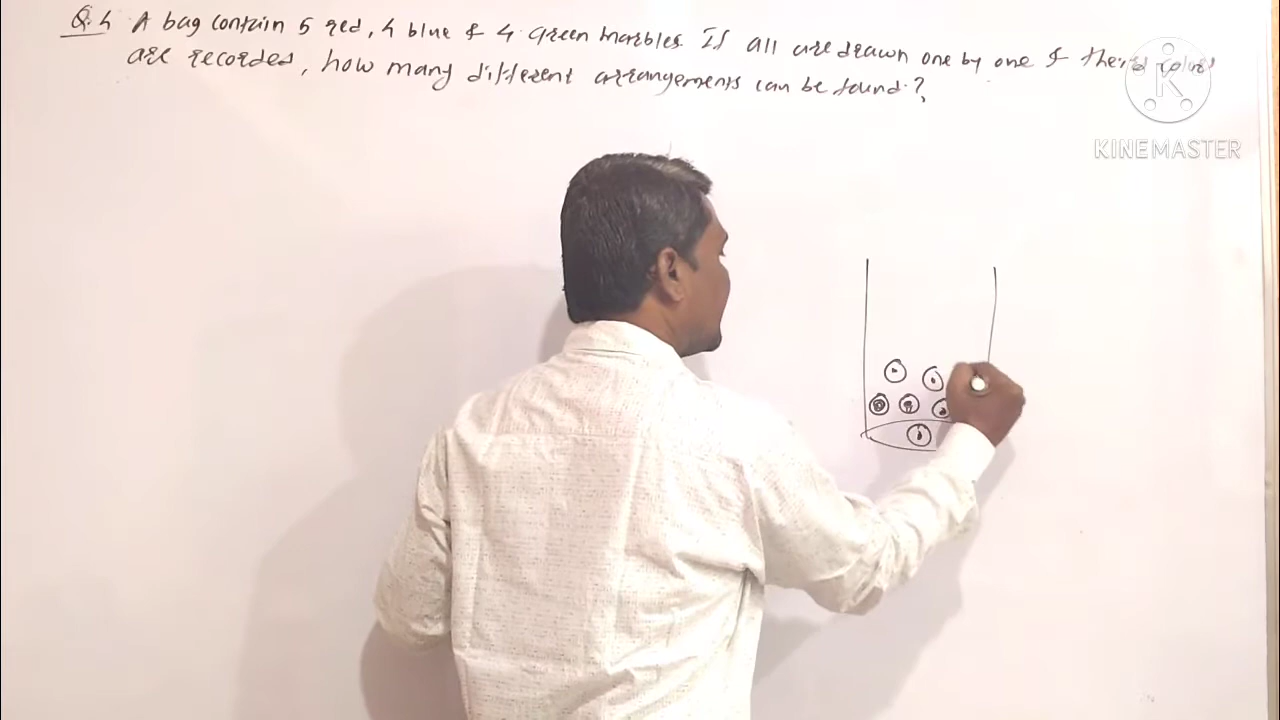 Q.4 A bag contain 5 red, 4 blue & 4 green marbles. If all are drawn one by one & their colours
are recorded, how many different arrangements can be found?
KINEMASTER